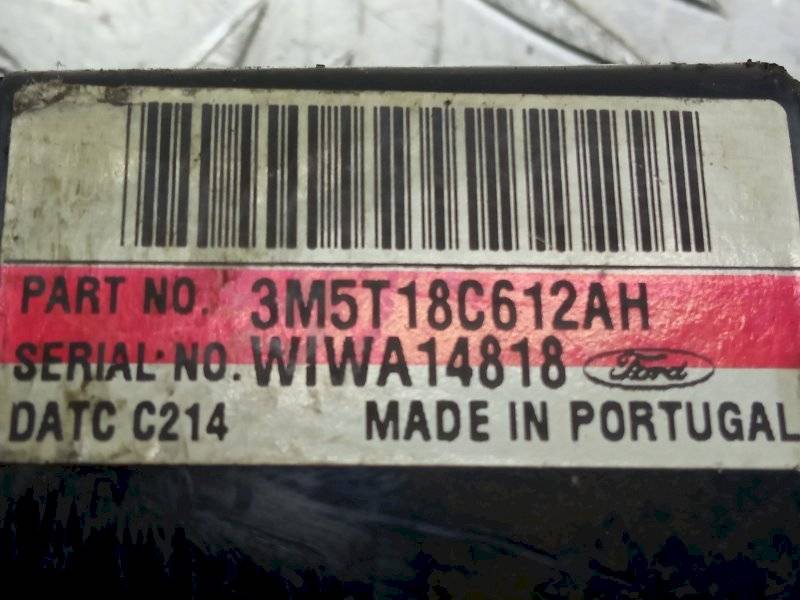 PART NO. 3M5T18C612AH
SERIAL NO. WIWA14818 Ford
DATC C214 MADE IN PORTUGAL